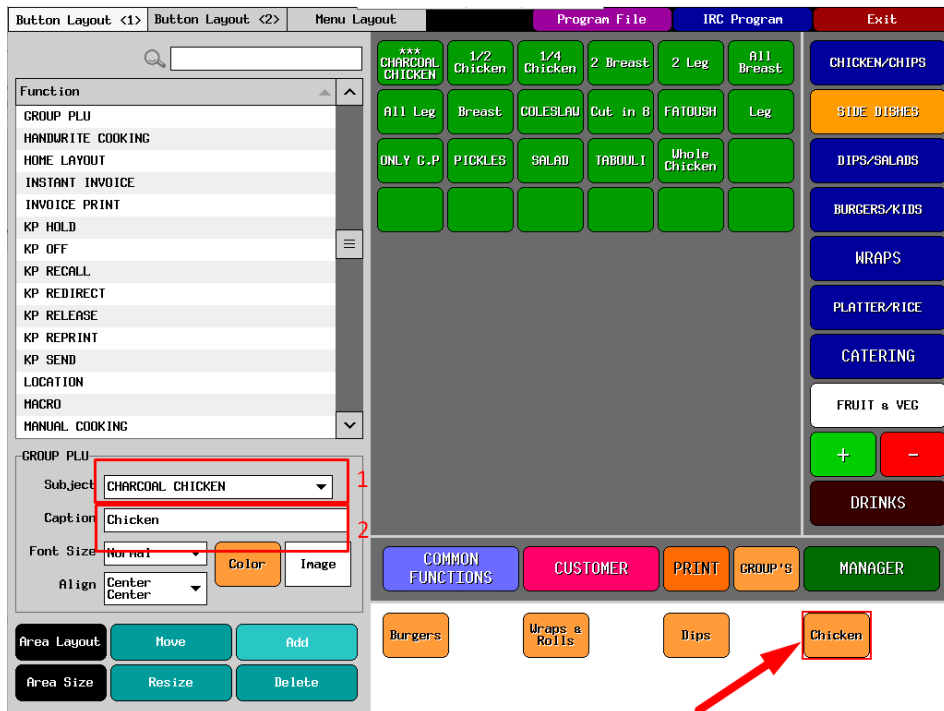 Button Layout <1>
Button Layout <2>
Menu Layout
Program File
IRC Program
Exit
Function
GROUP PLU
HANDWRITE COOKING
HOME LAYOUT
INSTANT INVOICE
INVOICE PRINT
KP HOLD
KP OFF
KP RECALL
KP REDIRECT
KP RELEASE
KP REPRINT
KP SEND
LOCATION
MACRO
MANUAL COOKING
GROUP PLU
Subject
CHARCOAL CHICKEN
1
Caption
Chicken
2
Font Size
Normal
Align
Center
Center
Color
Image
Area Layout
Move
Add
Area Size
Resize
Delete
***
CHARCOAL
CHICKEN
1/2
Chicken
1/4
Chicken
2 Breast
2 Leg
All
Breast
All Leg
Breast
COLESLAW
Cut in 8
FATOUSH
Leg
ONLY G.P
PICKLES
SALAD
TABOULI
Whole
Chicken
CHICKEN/CHIPS
SIDE DISHES
DIPS/SALADS
BURGERS/KIDS
WRAPS
PLATTER/RICE
CATERING
FRUIT & VEG
+
-
DRINKS
COMMON
FUNCTIONS
CUSTOMER
PRINT
GROUP'S
MANAGER
Burgers
Wraps &
Rolls
Dips
Chicken